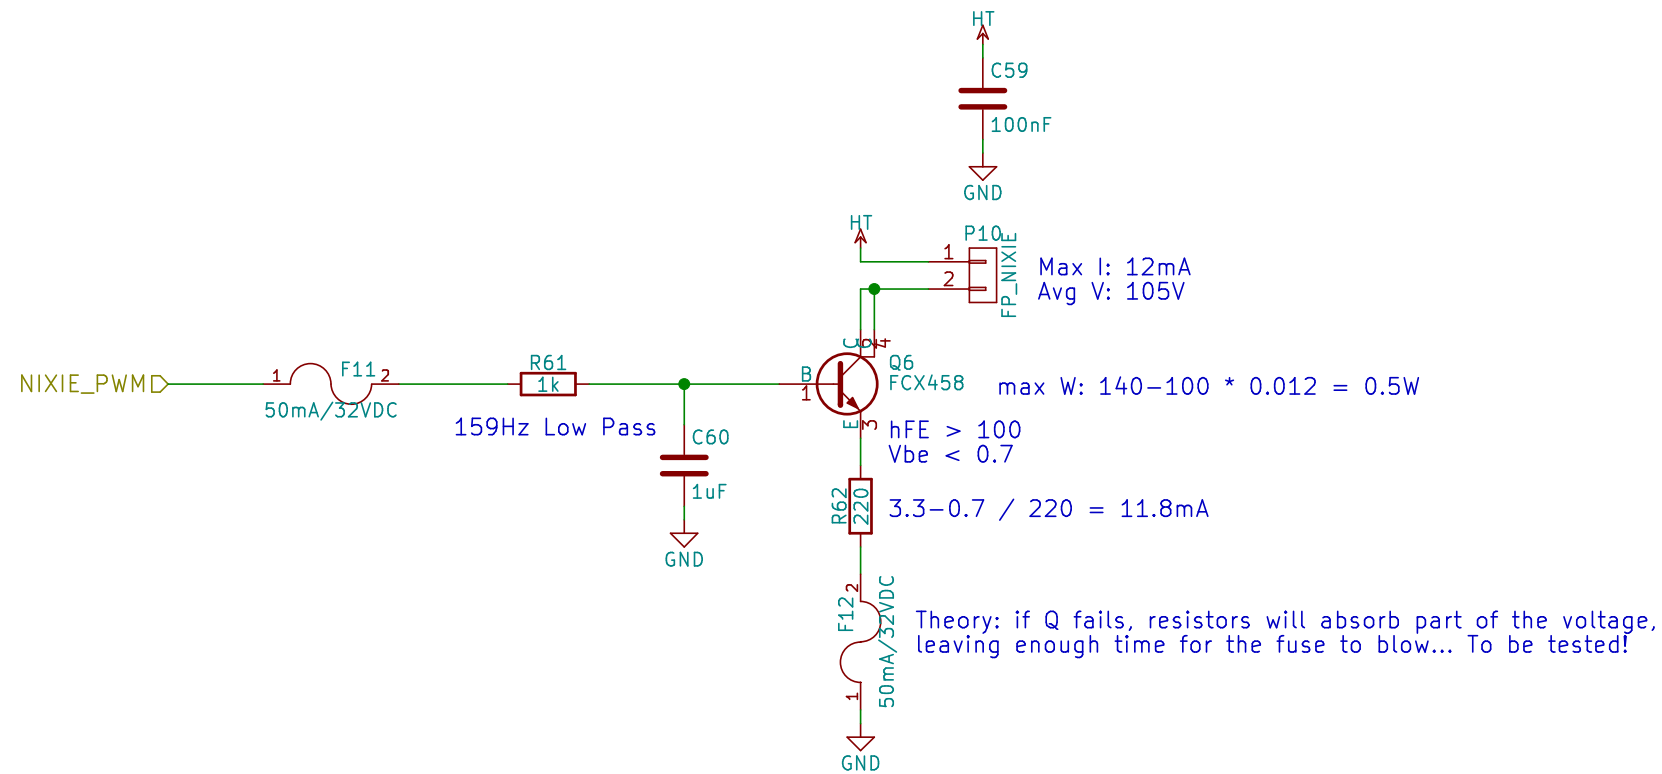 HT
C59
100nF
GND
HT
P10
FP_NIXIE
1
2
Max I: 12mA
Avg V: 105V
NIXIE_PWM
1
F11
2
50mA/32VDC
R61
1k
159Hz Low Pass
C60
1uF
GND
B
1
C
4
Q6
FCX458
E
3
max W: 140-100 * 0.012 = 0.5W
hFE > 100
Vbe < 0.7
R62
220
3.3-0.7 / 220 = 11.8mA
2
F12
50mA/32VDC
1
Theory: if Q fails, resistors will absorb part of the voltage,
leaving enough time for the fuse to blow... To be tested!
GND